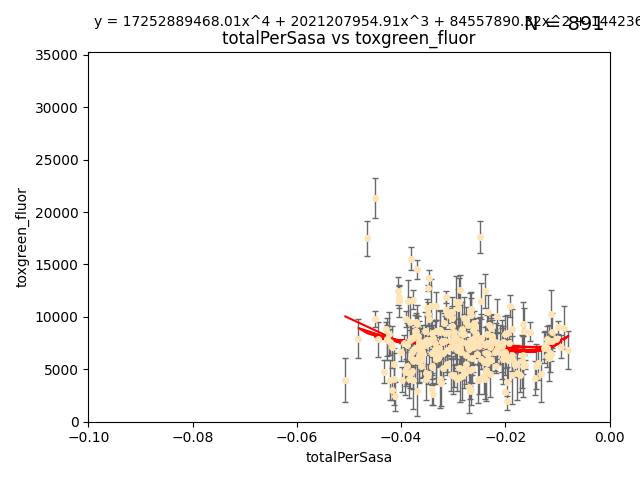 y = 17252889468.01x^4 + 2021207954.91x^3 + 84557890.
N = 891
totalPerSasa vs toxgreen_fluor
35000
30000
25000
20000
15000
10000
5000
0
toxgreen_fluor
−0.10
−0.08
−0.06
−0.04
−0.02
0.00
totalPerSasa